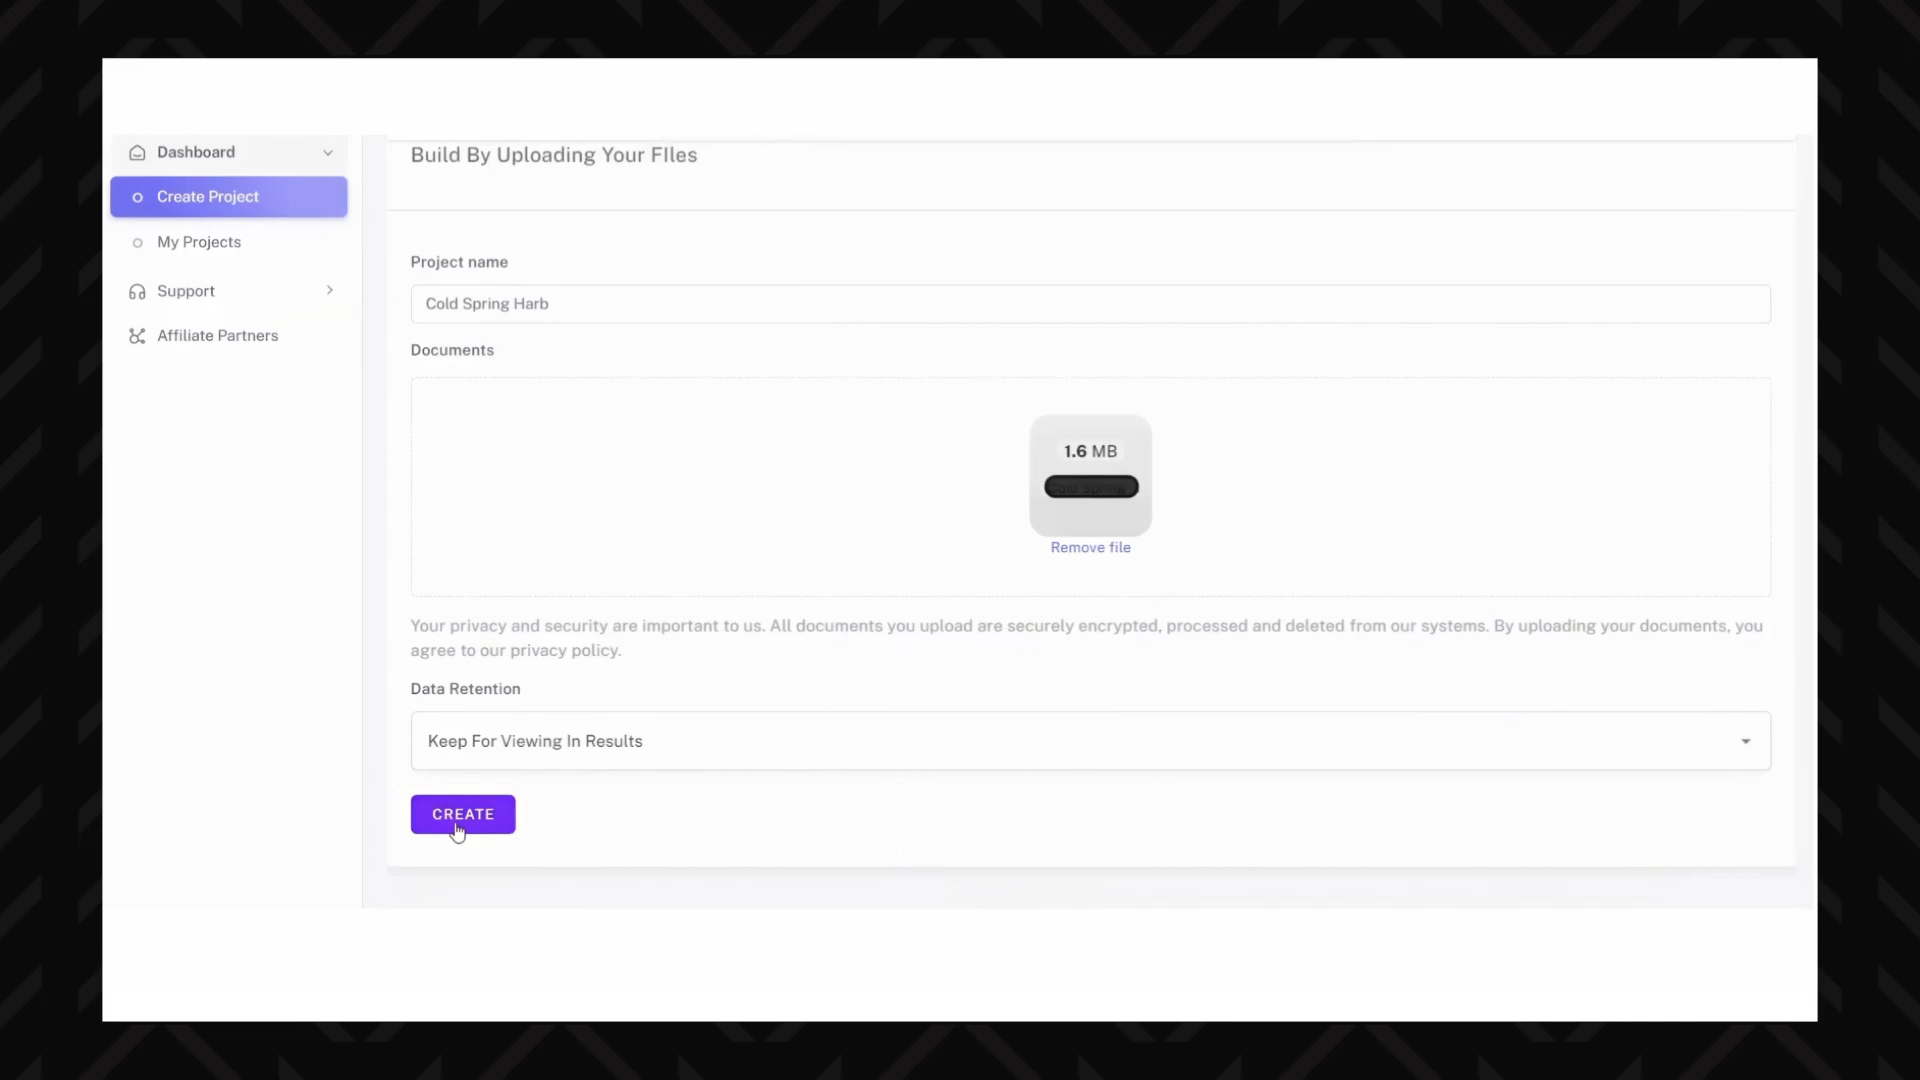 Dashboard
Create Project
My Projects
Support
Affiliate Partners
Build By Uploading Your FIles
Project name
Cold Spring Harb
Documents
1.6 MB
Cold Spring
Remove file
Your privacy and security are important to us. All documents you upload are securely encrypted, processed and deleted from our systems. By uploading your documents, you
agree to our privacy policy.
Data Retention
Keep For Viewing In Results
CREATE